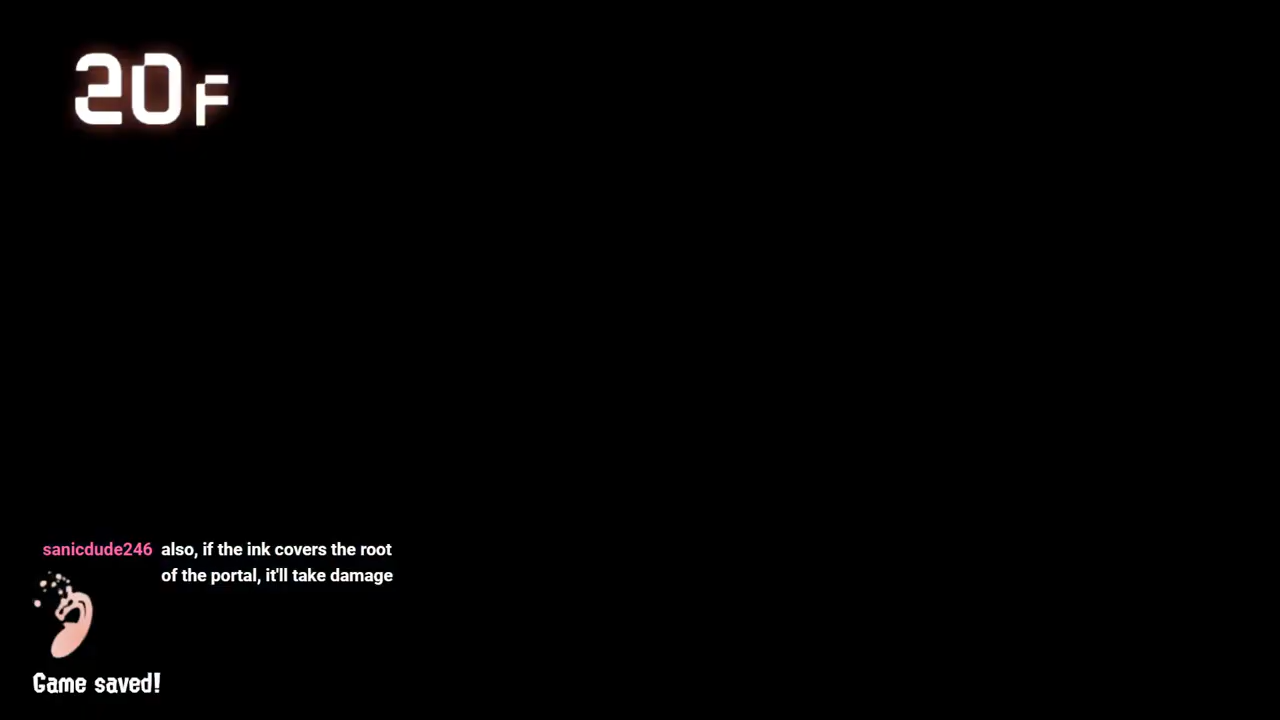 20F
sanicdude246 also, if the ink covers the root
of the portal, it'll take damage
Game saved!